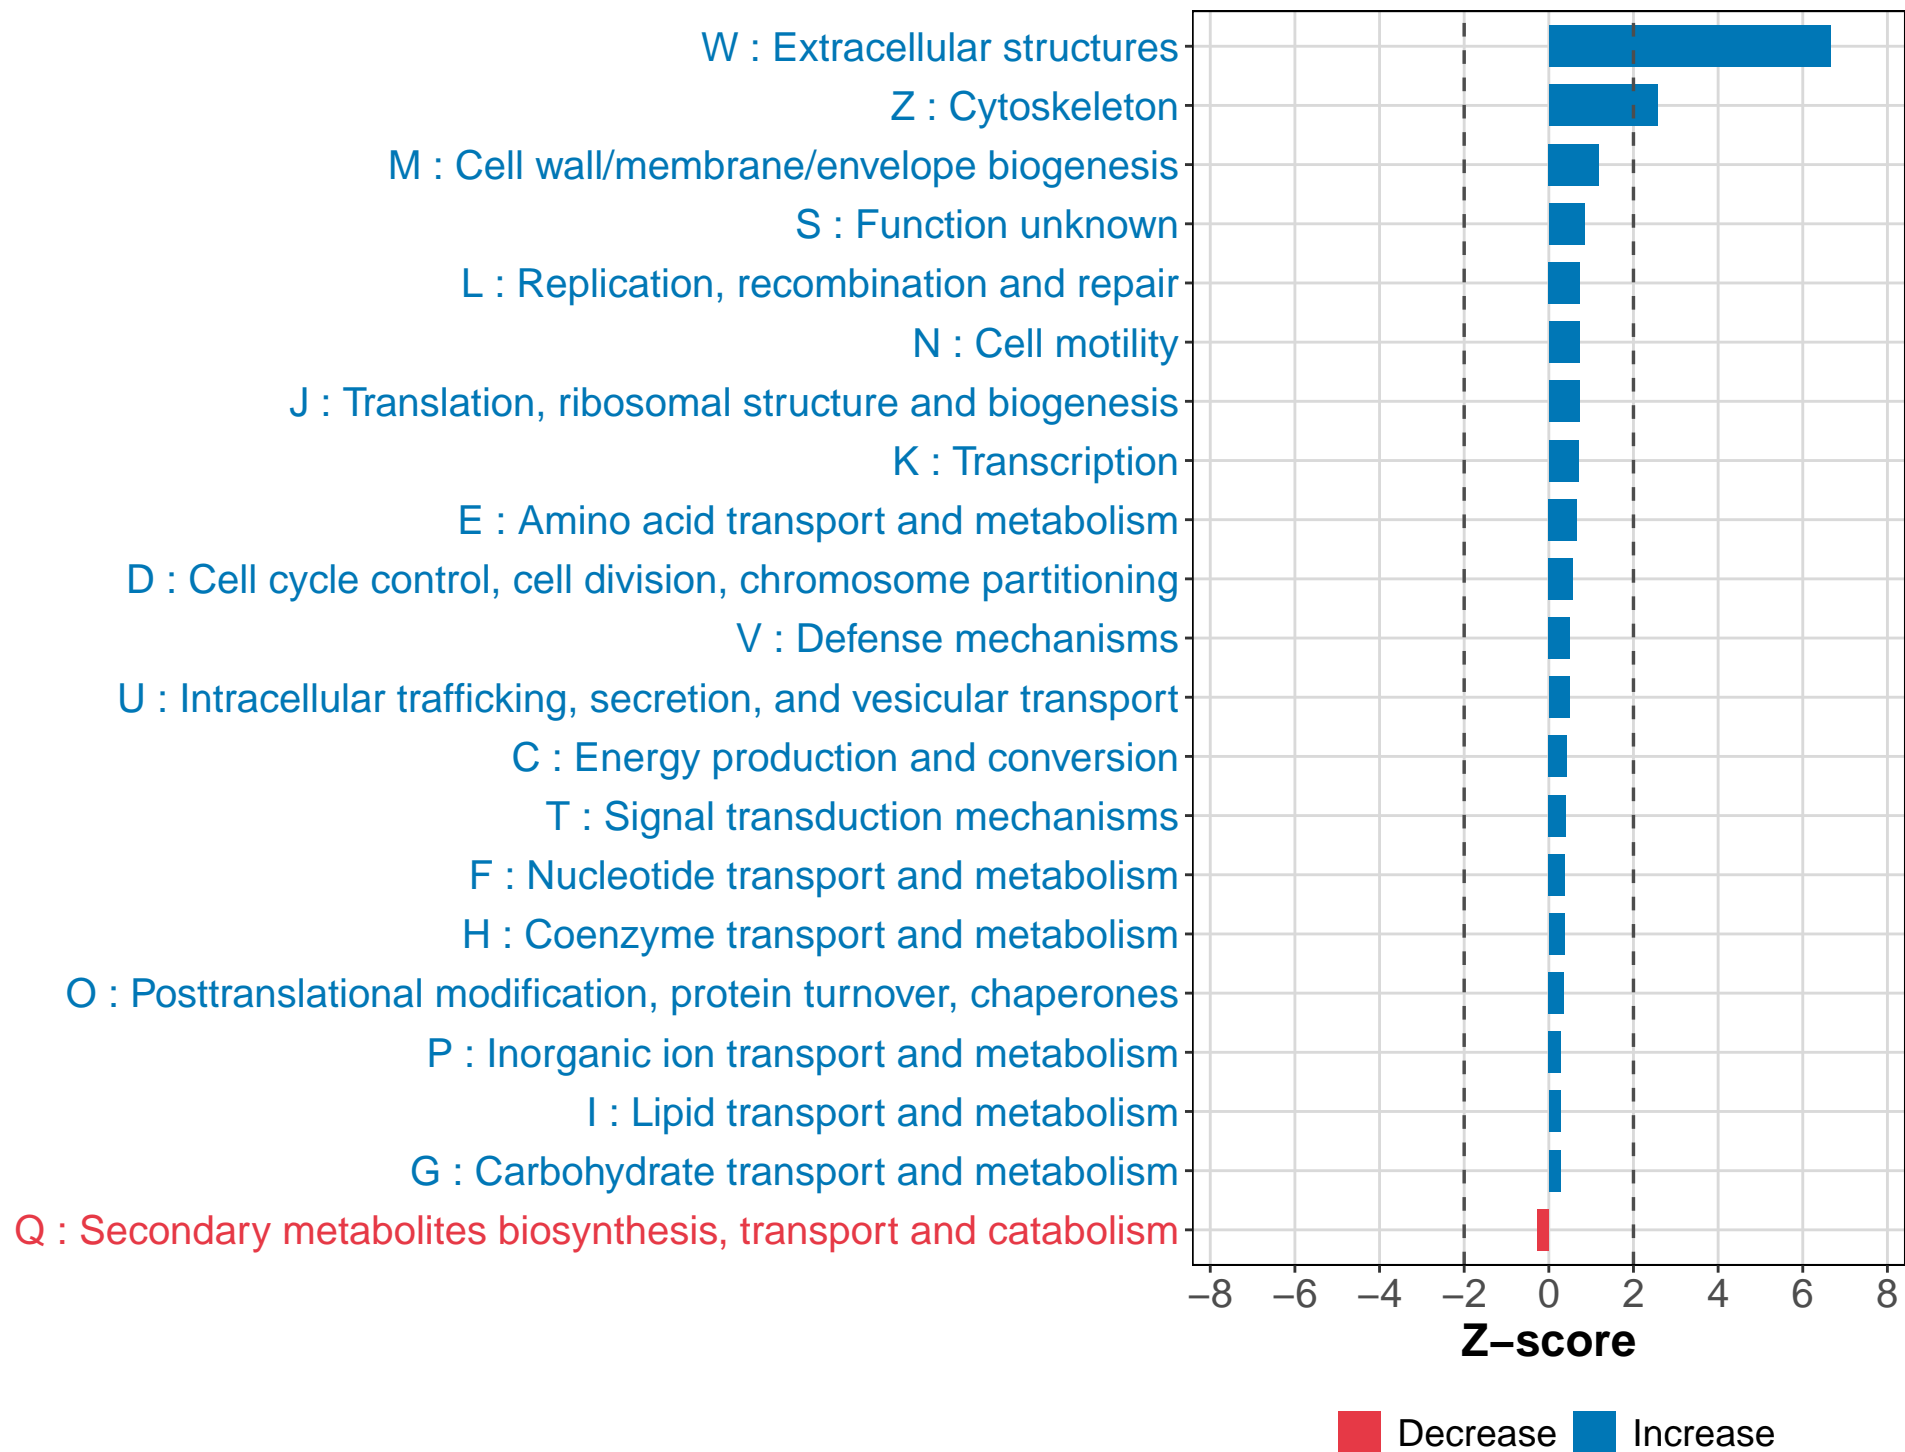 W : Extracellular structures
Z : Cytoskeleton
M : Cell wall/membrane/envelope biogenesis
S : Function unknown
L : Replication, recombination and repair
N : Cell motility
J : Translation, ribosomal structure and biogenesis
K : Transcription
E : Amino acid transport and metabolism
D : Cell cycle control, cell division, chromosome partitioning
V : Defense mechanisms
U : Intracellular trafficking, secretion, and vesicular transport
C : Energy production and conversion
T : Signal transduction mechanisms
F : Nucleotide transport and metabolism
H : Coenzyme transport and metabolism
O : Posttranslational modification, protein turnover, chaperones
P : Inorganic ion transport and metabolism
I : Lipid transport and metabolism
G : Carbohydrate transport and metabolism
Q : Secondary metabolites biosynthesis, transport and catabolism
−8 −6 −4 −2 0 2 4 6 8
Z−score
Decrease Increase